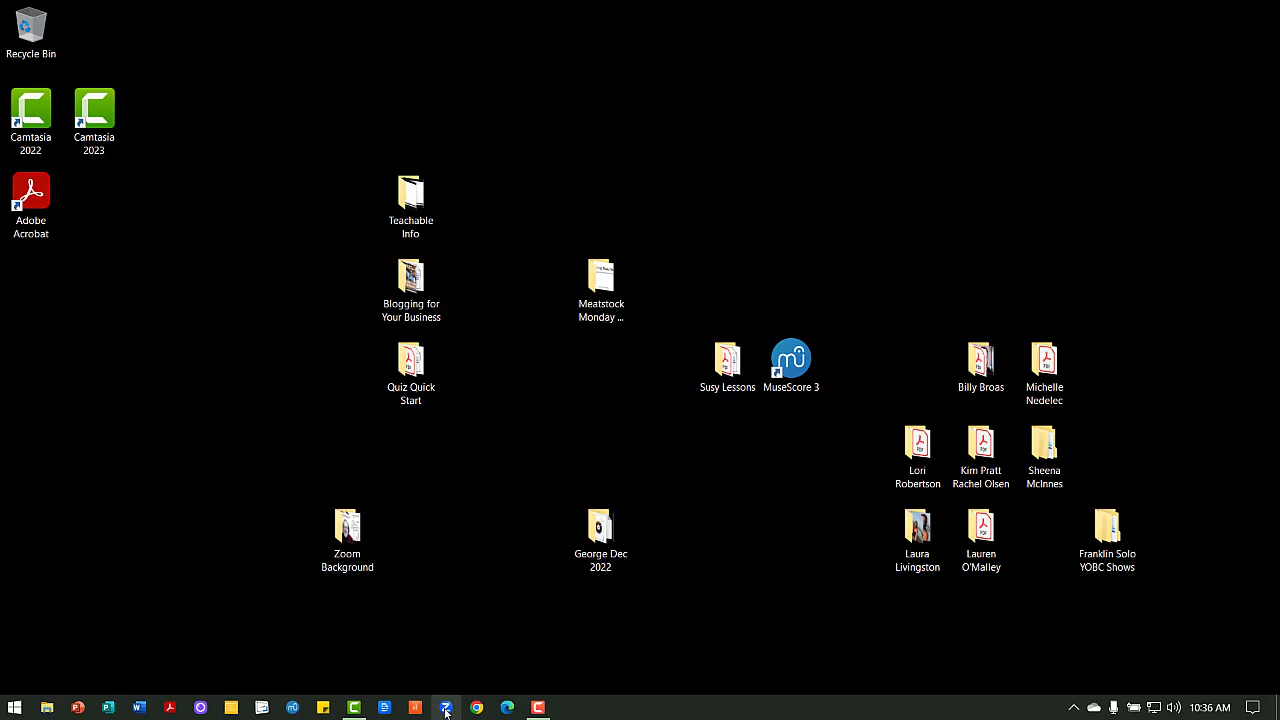 Recycle Bin
Camtasia
2022
Camtasia
2023
Adobe
Acrobat
Teachable
Info
Blogging for
Your Business
Meatstock
Monday ...
Quiz Quick
Start
Susy Lessons
MuseScore 3
Billy Broas
Michelle
Nedelec
Lori
Robertson
Kim Pratt
Rachel Olsen
Sheena
McInnes
Zoom
Background
George Dec
2022
Laura
Livingston
Lauren
O'Malley
Franklin Solo
YOBC Shows
10:36 AM